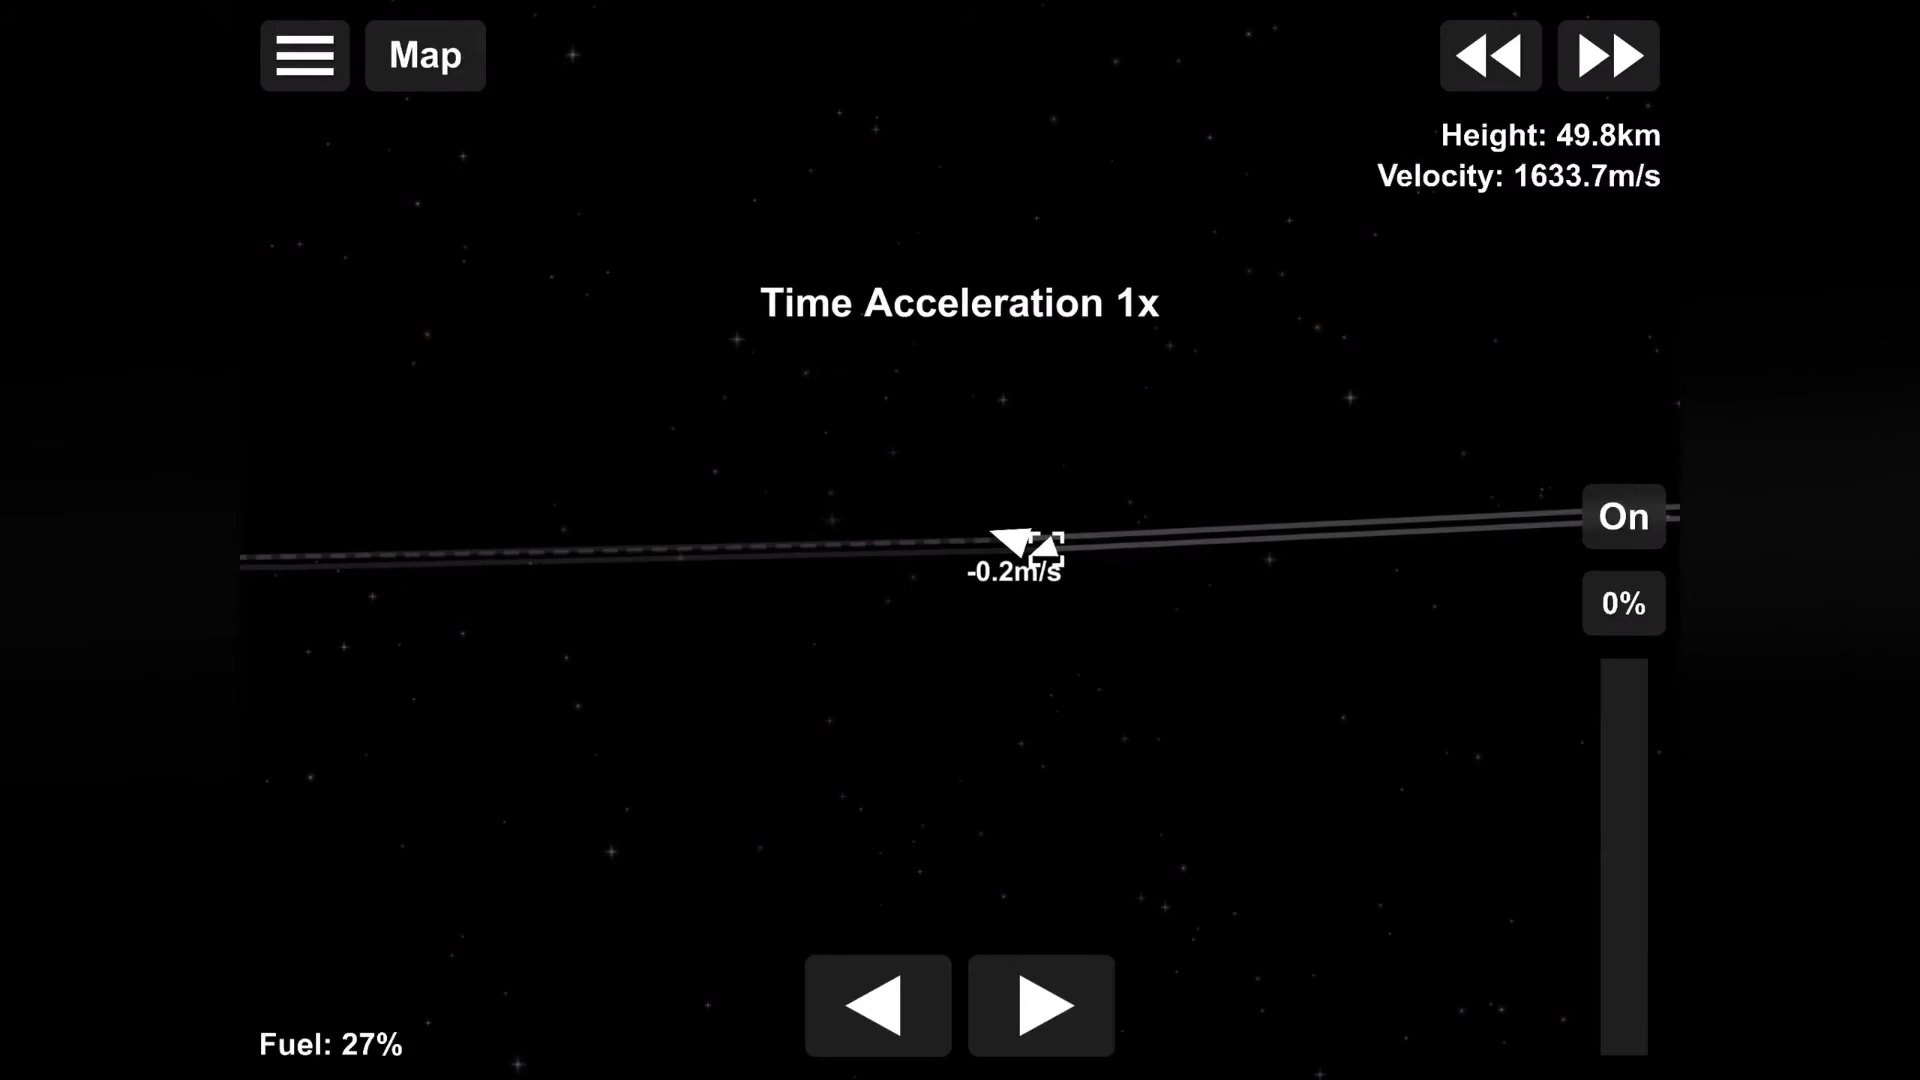 Map
Height: 49.8km
Velocity: 1633.7m/s
Time Acceleration 1x
On
-0.2m/s
0%
Fuel: 27%